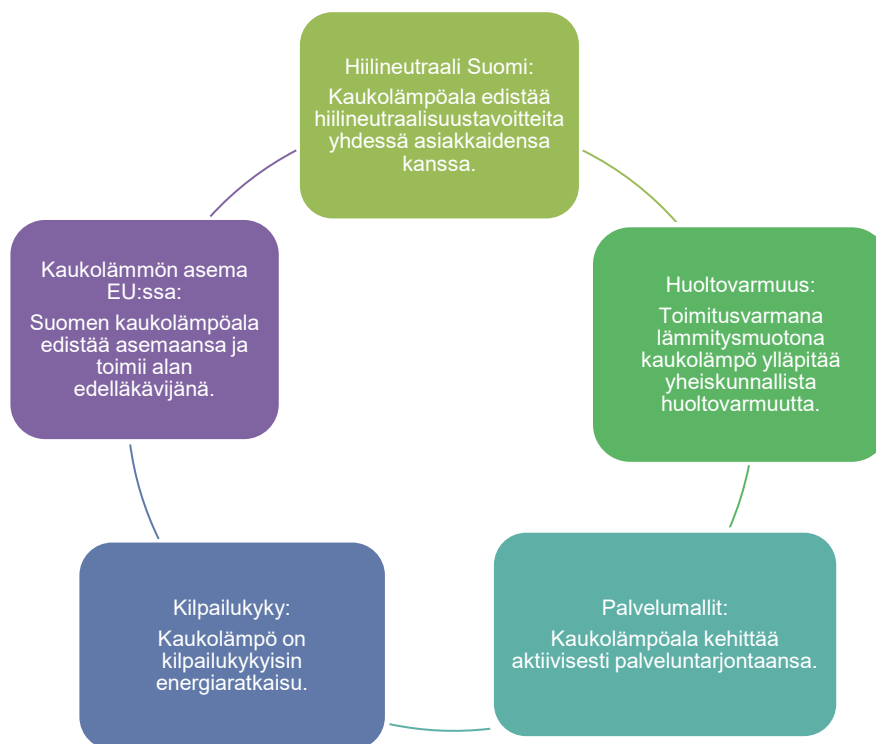 Hiilineutraali Suomi:
Kaukolämpöala edistää
hiilineutraalisuustavoitteita
yhdessä asiakkaidensa
kanssa.
Huoltovarmuus:
Toimitusvarmana
lämmitysmuotona
kaukolämpö ylläpitää
yheiskunnallista
huoltovarmuutta.
Palvelumallit:
Kaukolämpöala kehittää
aktiivisesti palveluntarjontaansa.
Kilpailukyky:
Kaukolämpö on
kilpailukykyisin
energiaratkaisu.
Kaukolämmön asema
EU:ssa:
Suomen kaukolämpöala
edistää asemaansa ja
toimii alan
edelläkävijänä.